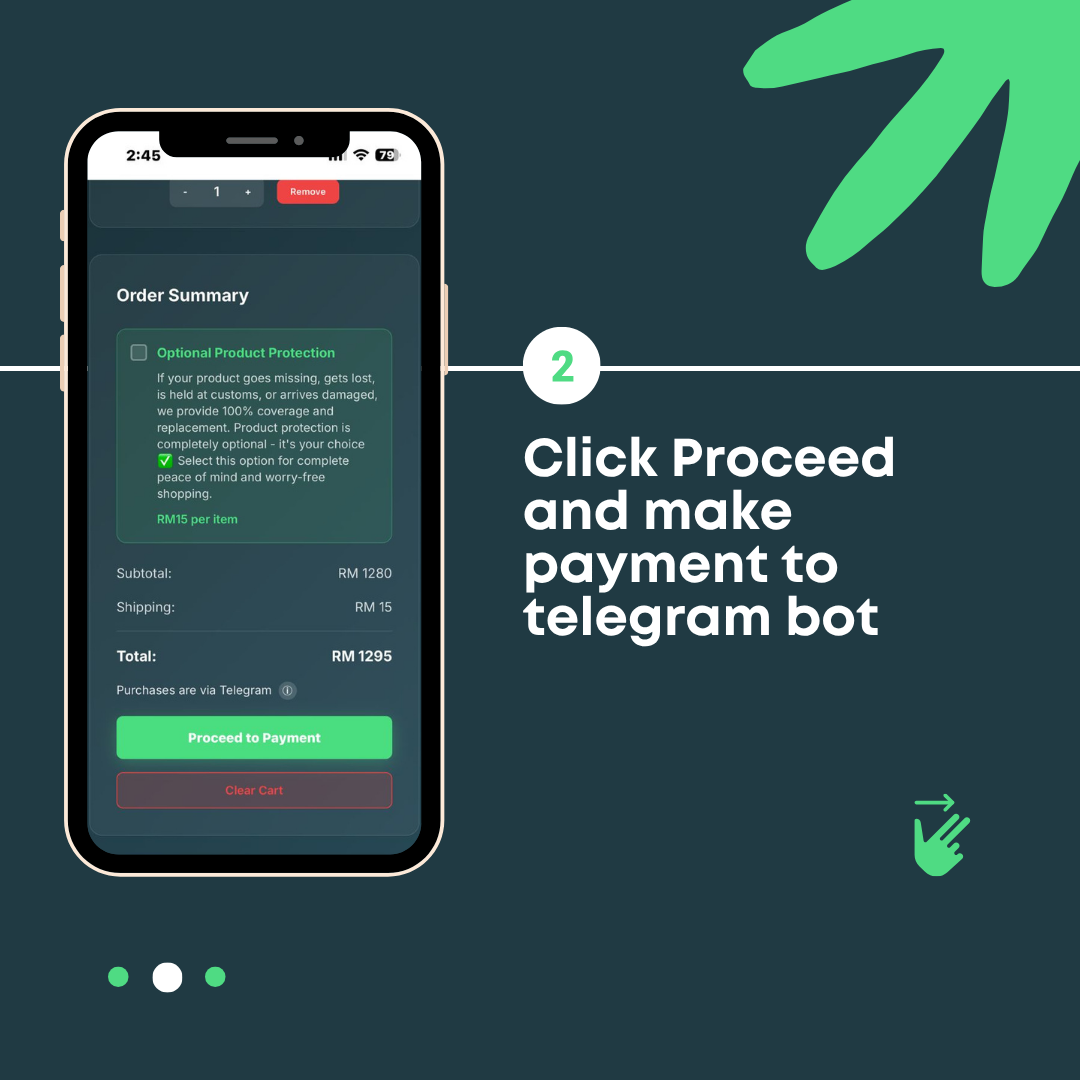 2:45
79
-
1
+
Remove
Order Summary
Optional Product Protection
If your product goes missing, gets lost,
is held at customs, or arrives damaged,
we provide 100% coverage and
replacement. Product protection is
completely optional - it's your choice
✅ Select this option for complete
peace of mind and worry-free
shopping.
RM15 per item
Subtotal: RM 1280
Shipping: RM 15
Total: RM 1295
Purchases are via Telegram ⓘ
Proceed to Payment
Clear Cart
2
Click Proceed
and make
payment to
telegram bot